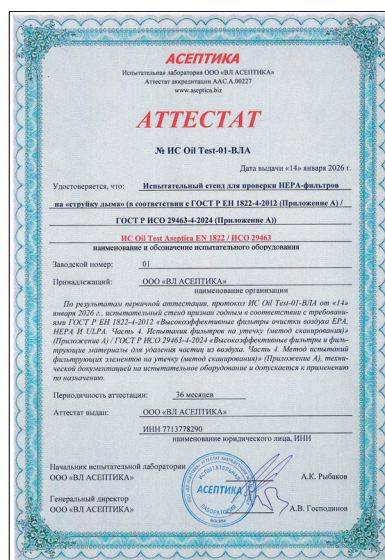 АСЕПТИКА
Испытательная лаборатория ООО «ВЛ АСЕПТИКА»
Аттестат аккредитации ААС.А.00227
www.aseptica.biz
АТТЕСТАТ
№ ИС Oil Test-01-ВЛА
Дата выдачи «14» января 2026 г.
Удостоверяется, что: Испытательный стенд для проверки HEPA-фильтров
на «струйку дыма» (в соответствии с ГОСТ Р ЕН 1822-4-2012 (Приложение А) /
ГОСТ Р ИСО 29463-4-2024 (Приложение А))
ИС Oil Test Aseptica EN 1822 / ИСО 29463
наименование и обозначение испытательного оборудования
Заводской номер: 01
Принадлежащий: ООО «ВЛ АСЕПТИКА»
наименование организации
По результатам первичной аттестации, протокол ИС Oil Test-01-ВЛА от «14»
января 2026 г., испытательный стенд признан годным в соответствии с требовани-
ями ГОСТ Р ЕН 1822-4-2012 «Высокоэффективные фильтры очистки воздуха ЕРА,
НЕРА И ULPA. Часть 4. Испытания фильтров на утечку (метод сканирования)»
(Приложение А) / ГОСТ Р ИСО 29463-4-2024 «Высокоэффективные фильтры и филь-
трующие материалы для удаления частиц из воздуха. Часть 4. Метод испытаний
фильтрующих элементов на утечку (метод сканирования)» (Приложение А), техни-
ческой документацией на испытательное оборудование и допускается к применению
по назначению.
Периодичность аттестации: 36 месяцев
Аттестат выдан: ООО «ВЛ АСЕПТИКА»
ИНН 7713778290
наименование юридического лица, ИНН
Начальник испытательной лаборатории
ООО «ВЛ АСЕПТИКА» А.К. Рыбаков
Генеральный директор
ООО «ВЛ АСЕПТИКА» А.В. Господинов
ИСПЫТАТЕЛЬНАЯ
АСЕПТИКА
ЛАБОРАТОРИЯ
МОСКВА